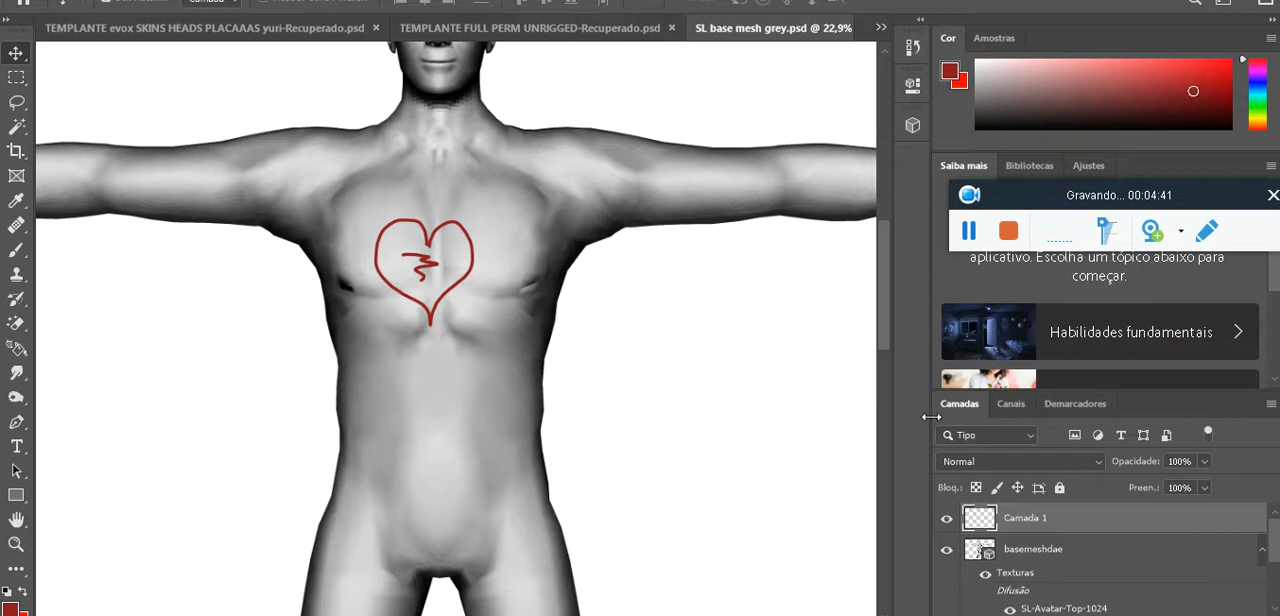 Camada
TEMPLANTE evox SKINS HEADS PLACAAAS yuri-Recuperado.psd ×
TEMPLANTE FULL PERM UNRIGGED-Recuperado.psd ×
SL base mesh grey.psd @ 22,9%
Cor
Amostras
Saiba mais
Bibliotecas
Ajustes
Gravando... 00:04:41
aplicativo. Escolha um tópico abaixo para
começar.
Habilidades fundamentais
Camadas
Canais
Demarcadores
Tipo
Normal
Opacidade: 100%
Bloq.:
Preen.: 100%
Camada 1
basemeshdae
Texturas
Difusão
SL-Avatar-Top-1024